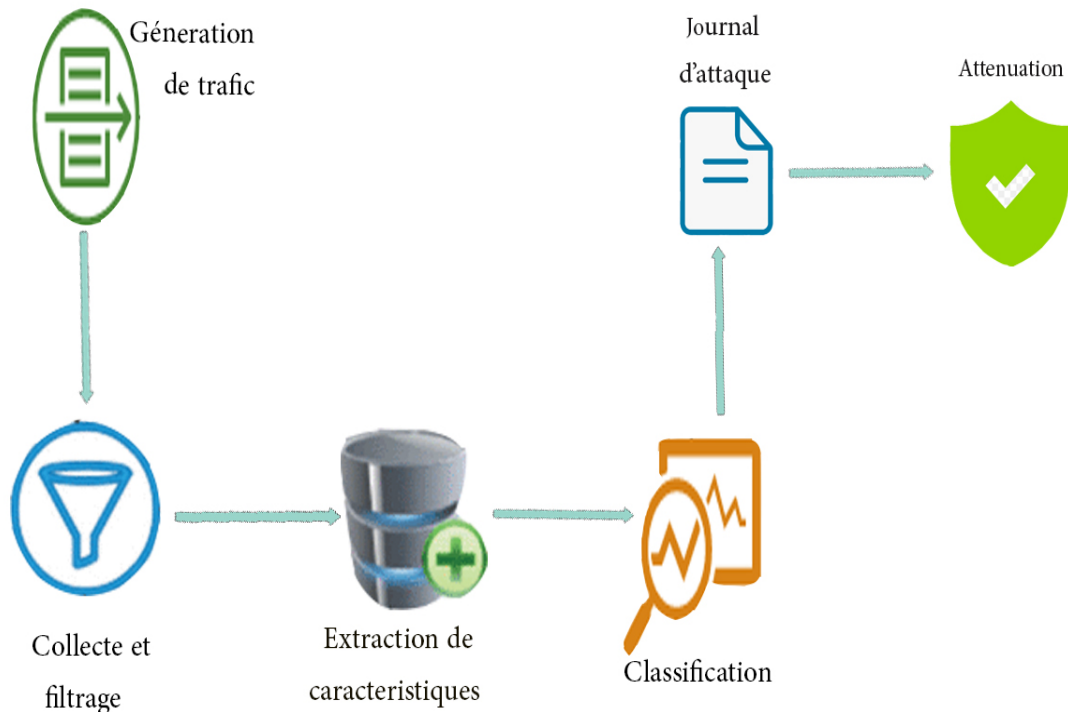 Géneration
de trafic
Collecte et
filtrage
Extraction de
caracteristiques
Classification
Journal
d'attaque
Attenuation